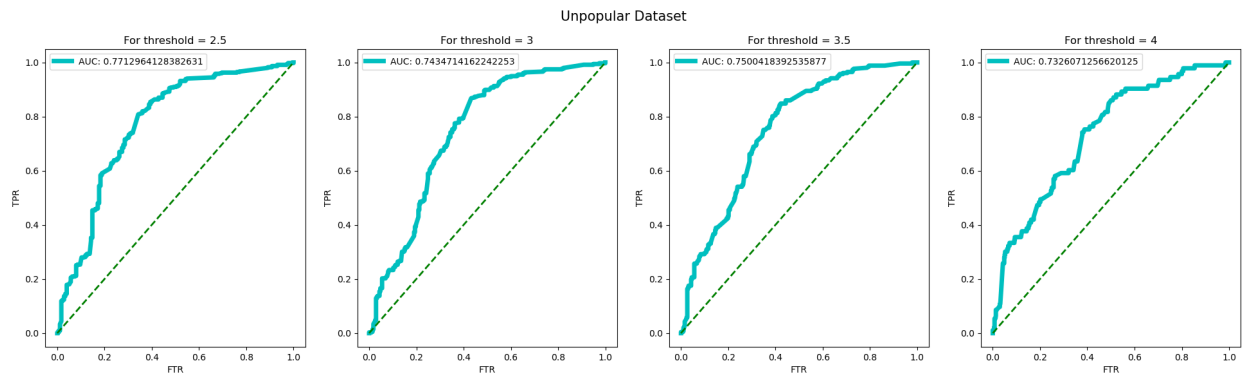 Unpopular Dataset
For threshold = 2.5
AUC: 0.7712964128382631
1.0
0.8
0.6
0.4
0.2
0.0
TPR
0.0 0.2 0.4 0.6 0.8 1.0
FTR
For threshold = 3
AUC: 0.7434714162242253
1.0
0.8
0.6
0.4
0.2
0.0
TPR
0.0 0.2 0.4 0.6 0.8 1.0
FTR
For threshold = 3.5
AUC: 0.7500418392535877
1.0
0.8
0.6
0.4
0.2
0.0
TPR
0.0 0.2 0.4 0.6 0.8 1.0
FTR
For threshold = 4
AUC: 0.7326071256620125
1.0
0.8
0.6
0.4
0.2
0.0
TPR
0.0 0.2 0.4 0.6 0.8 1.0
FTR